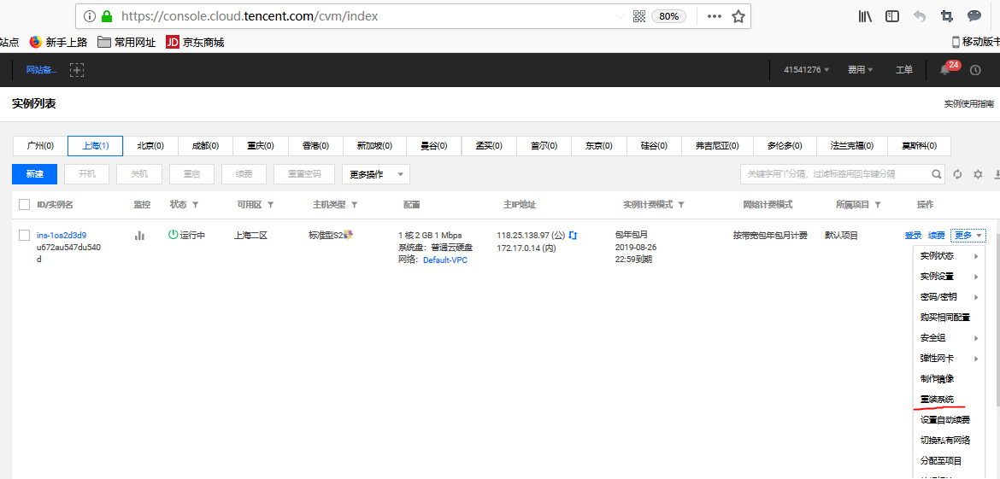 https://console.cloud.tencent.com/cvm/index
80%
站点 新手上路 常用网址 JD 京东商城
移动版书
网站备...
41541276 费用 工单 24
实例列表
实例使用指南
广州(0) 上海(1) 北京(0) 成都(0) 重庆(0) 香港(0) 新加坡(0) 曼谷(0) 孟买(0) 首尔(0) 东京(0) 硅谷(0) 弗吉尼亚(0) 多伦多(0) 法兰克福(0) 莫斯科(0)
新建 开机 关机 重启 续费 重置密码 更多操作 关键字用"|"分隔，过滤标签用回车键分隔
ID/实例名 监控 状态 可用区 主机类型 配置 主IP地址 实例计费模式 网络计费模式 所属项目 操作
ins-1os2d3d9
u672au547du540
d
运行中
上海二区
标准型S2
1 核 2 GB 1 Mbps
系统盘：普通云硬盘
网络：Default-VPC
118.25.138.97 (公)
172.17.0.14 (内)
包年包月
2019-08-26
22:59到期
按带宽包年包月计费
默认项目
登录 续费 更多
实例状态
实例设置
密码/密钥
购买相同配置
安全组
弹性网卡
制作镜像
重装系统
设置自动续费
切换私有网络
分配至项目